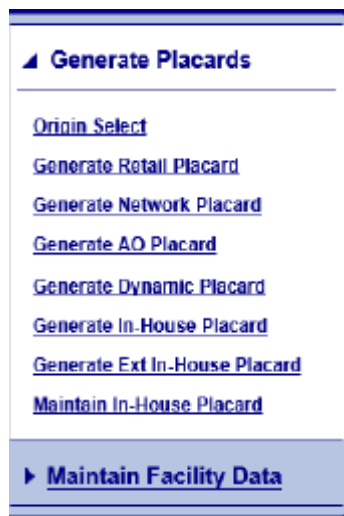 Generate Placards
Origin Select
Generate Retail Placard
Generate Network Placard
Generate AO Placard
Generate Dynamic Placard
Generate In-House Placard
Generate Ext In-House Placard
Maintain In-House Placard
Maintain Facility Data